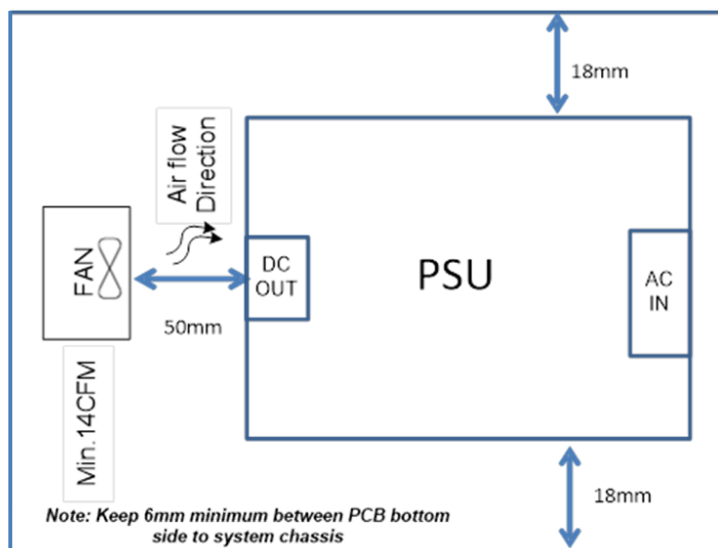 18mm
Air flow
Direction
FAN
DC
OUT
PSU
AC
IN
50mm
Min.14CFM
18mm
Note: Keep 6mm minimum between PCB bottom
side to system chassis